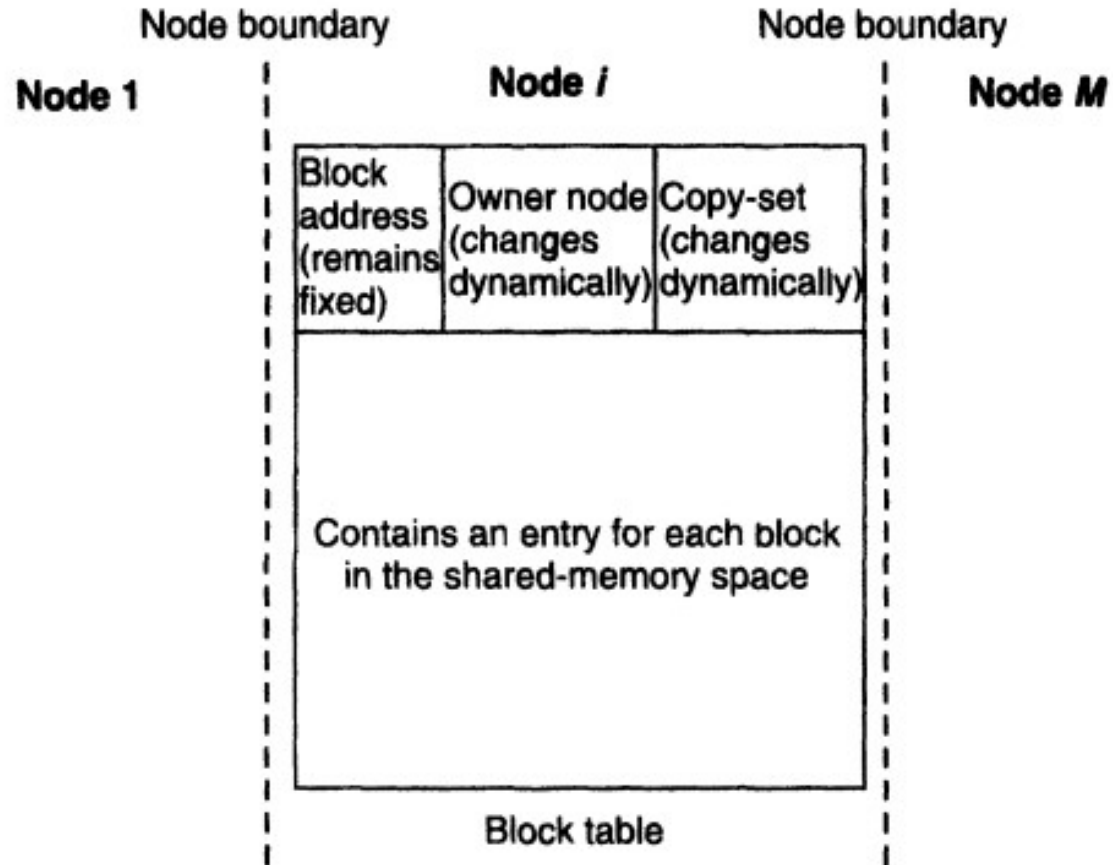 Node boundary
Node boundary
Node 1
Node i
Node M
Block
address
(remains
fixed)
Owner node
(changes
dynamically)
Copy-set
(changes
dynamically)
Contains an entry for each block
in the shared-memory space
Block table